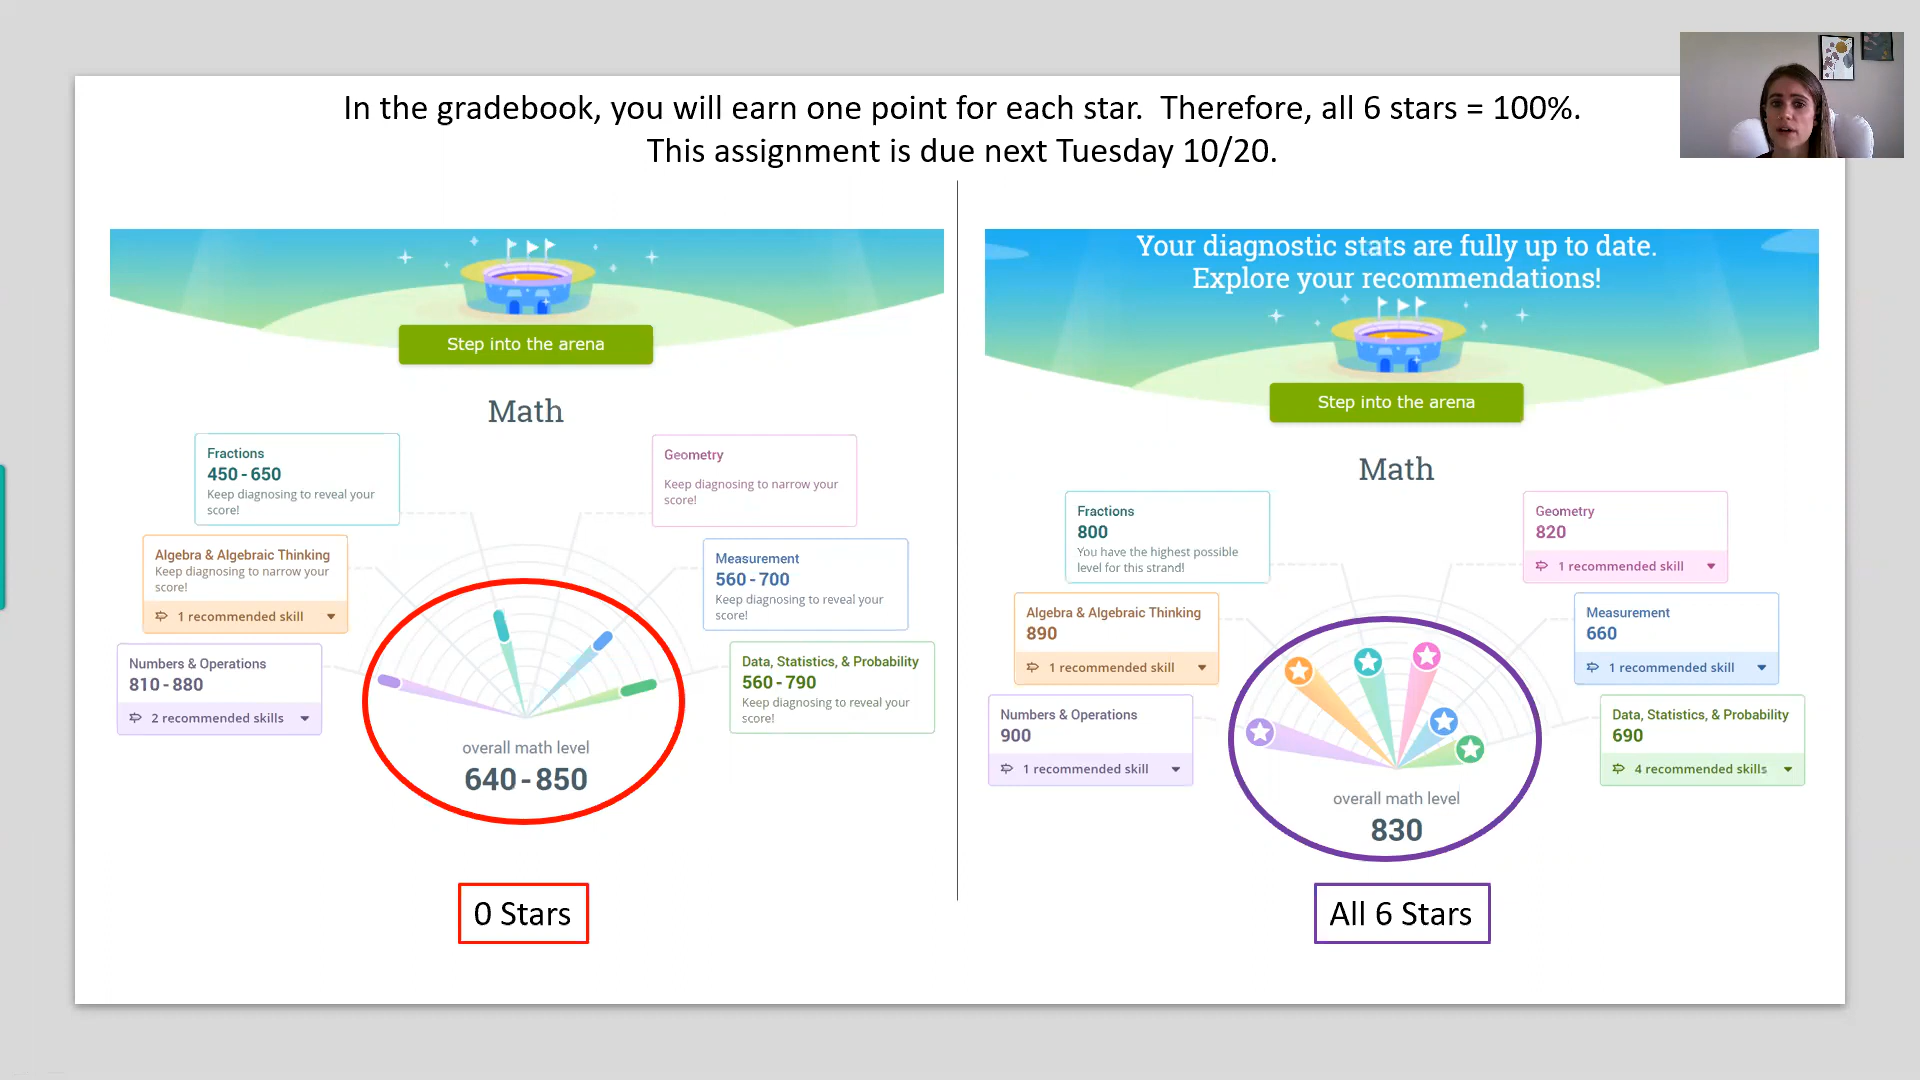 In the gradebook, you will earn one point for each star.  Therefore, all 6 stars = 100%.
This assignment is due next Tuesday 10/20.
Step into the arena
Math
Fractions
450 - 650
Keep diagnosing to reveal your
score!
Geometry
Keep diagnosing to narrow your
score!
Algebra & Algebraic Thinking
Keep diagnosing to narrow your
score!
1 recommended skill
Measurement
560 - 700
Keep diagnosing to reveal your
score!
Numbers & Operations
810 - 880
2 recommended skills
Data, Statistics, & Probability
560 - 790
Keep diagnosing to reveal your
score!
overall math level
640 - 850
0 Stars
Your diagnostic stats are fully up to date.
Explore your recommendations!
Step into the arena
Math
Fractions
800
You have the highest possible
level for this strand!
Geometry
820
1 recommended skill
Algebra & Algebraic Thinking
890
1 recommended skill
Measurement
660
1 recommended skill
Numbers & Operations
900
1 recommended skill
Data, Statistics, & Probability
690
4 recommended skills
overall math level
830
All 6 Stars